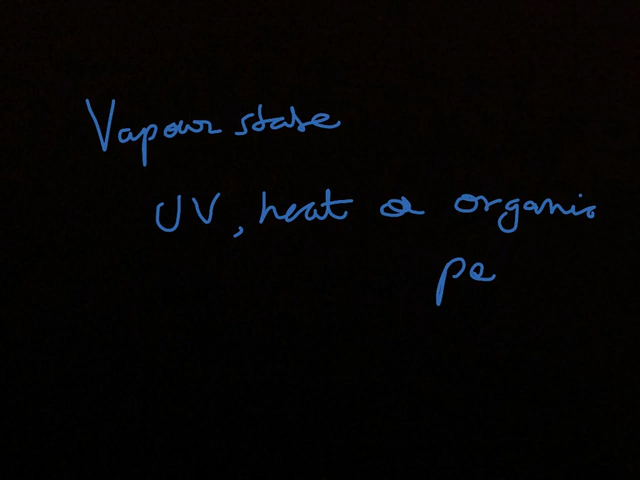 Vapour state
UV, heat or organic
pe